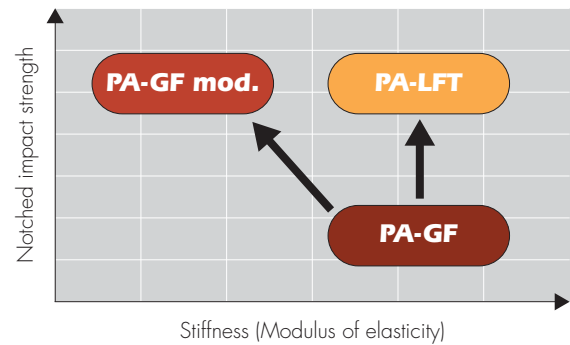 Notched impact strength
PA-GF mod.
PA-LFT
PA-GF
Stiffness (Modulus of elasticity)